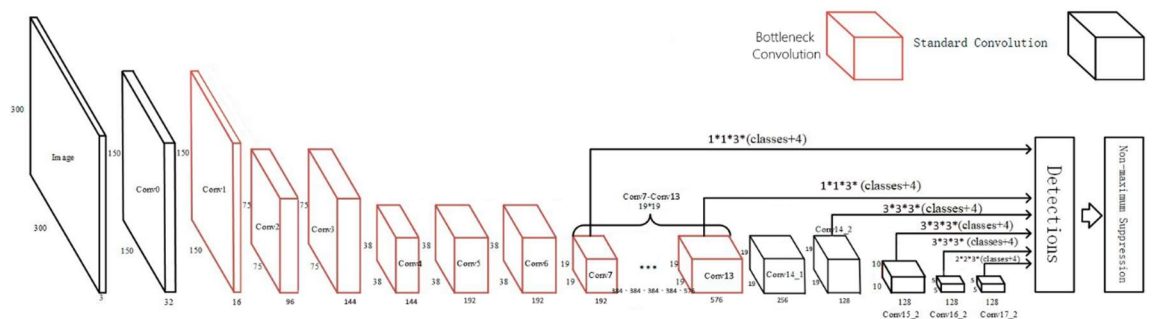 Bottleneck
Convolution
Standard Convolution
300
Image
300
3
150
Conv0
150
32
150
Conv1
150
16
75
Conv2
75
96
Conv3
144
38
Conv4
38
144
38
Conv5
38
192
38
Conv6
38
192
Conv7-Conv13
19*19
19
Conv7
19
192
•••
384 - 384 - 384 - 384 - 576
19
Conv13
576
19
Conv14_1
19
256
Conv14_2
19
19
128
10
10
128
Conv15_2
5
5
128
Conv16_2
5
5
128
Conv17_2
1*1*3*(classes+4)
1*1*3*(classes+4)
3*3*3*(classes+4)
3*3*3*(classes+4)
3*3*3*(classes+4)
2*2*3*(classes+4)
Detections
Non-maximum Suppression